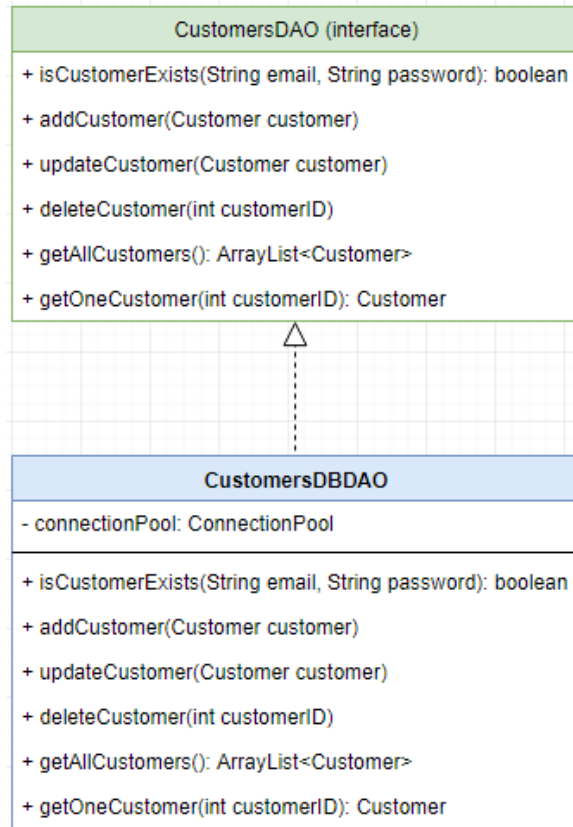 CustomersDAO (interface)
+ isCustomerExists(String email, String password): boolean
+ addCustomer(Customer customer)
+ updateCustomer(Customer customer)
+ deleteCustomer(int customerID)
+ getAllCustomers(): ArrayList<Customer>
+ getOneCustomer(int customerID): Customer
CustomersDBDAO
- connectionPool: ConnectionPool
+ isCustomerExists(String email, String password): boolean
+ addCustomer(Customer customer)
+ updateCustomer(Customer customer)
+ deleteCustomer(int customerID)
+ getAllCustomers(): ArrayList<Customer>
+ getOneCustomer(int customerID): Customer